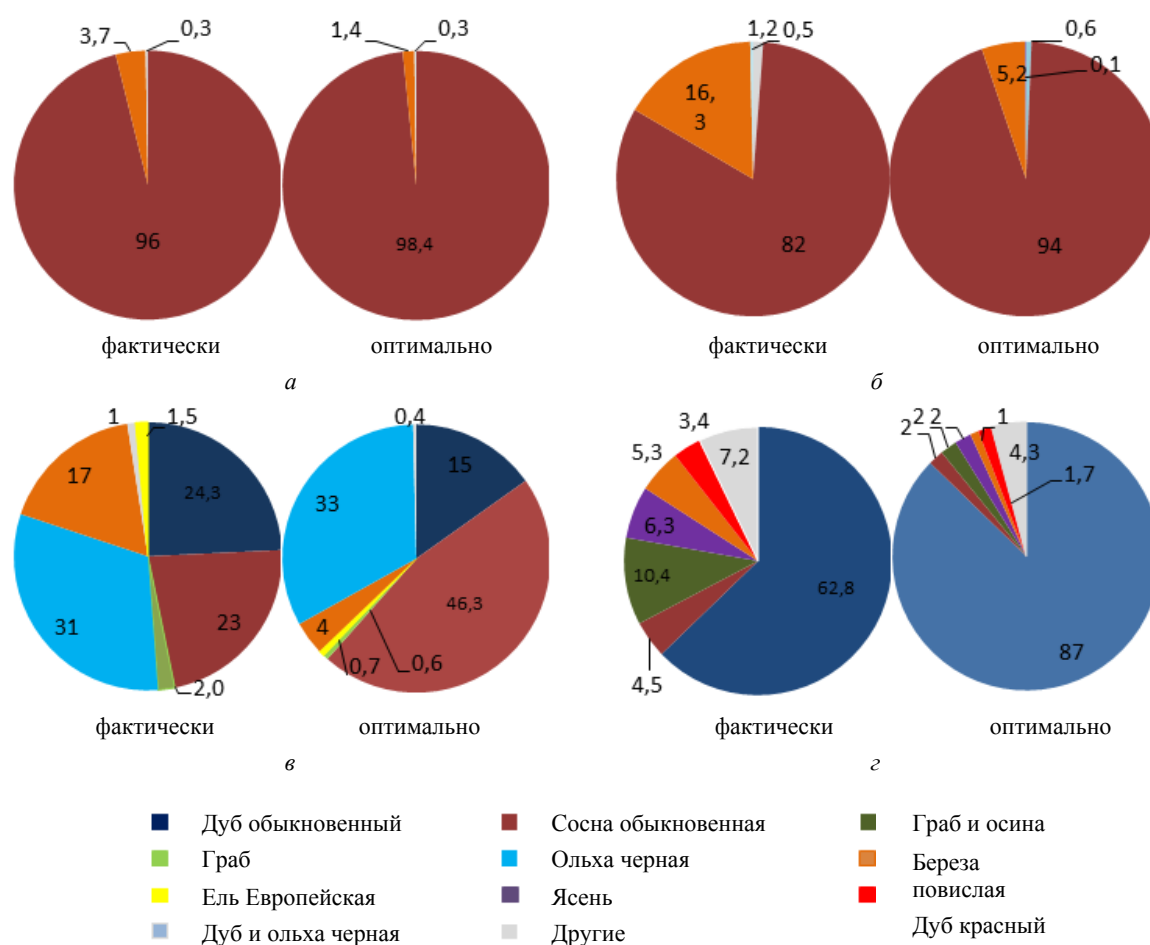 3,7
0,3
96
фактически
1,4
0,3
98,4
оптимально
а
1,2
0,5
16,
3
82
фактически
0,6
5,2
0,1
94
оптимально
б
1
1,5
17
24,3
31
23
2,0
фактически
0,4
15
33
46,3
4
0,7
0,6
оптимально
в
3,4
5,3
7,2
6,3
10,4
62,8
4,5
фактически
2
2
2
1
4,3
1,7
87
оптимально
г
Дуб обыкновенный
Граб
Ель Европейская
Дуб и ольха черная
Сосна обыкновенная
Ольха черная
Ясень
Другие
Граб и осина
Береза
повислая
Дуб красный